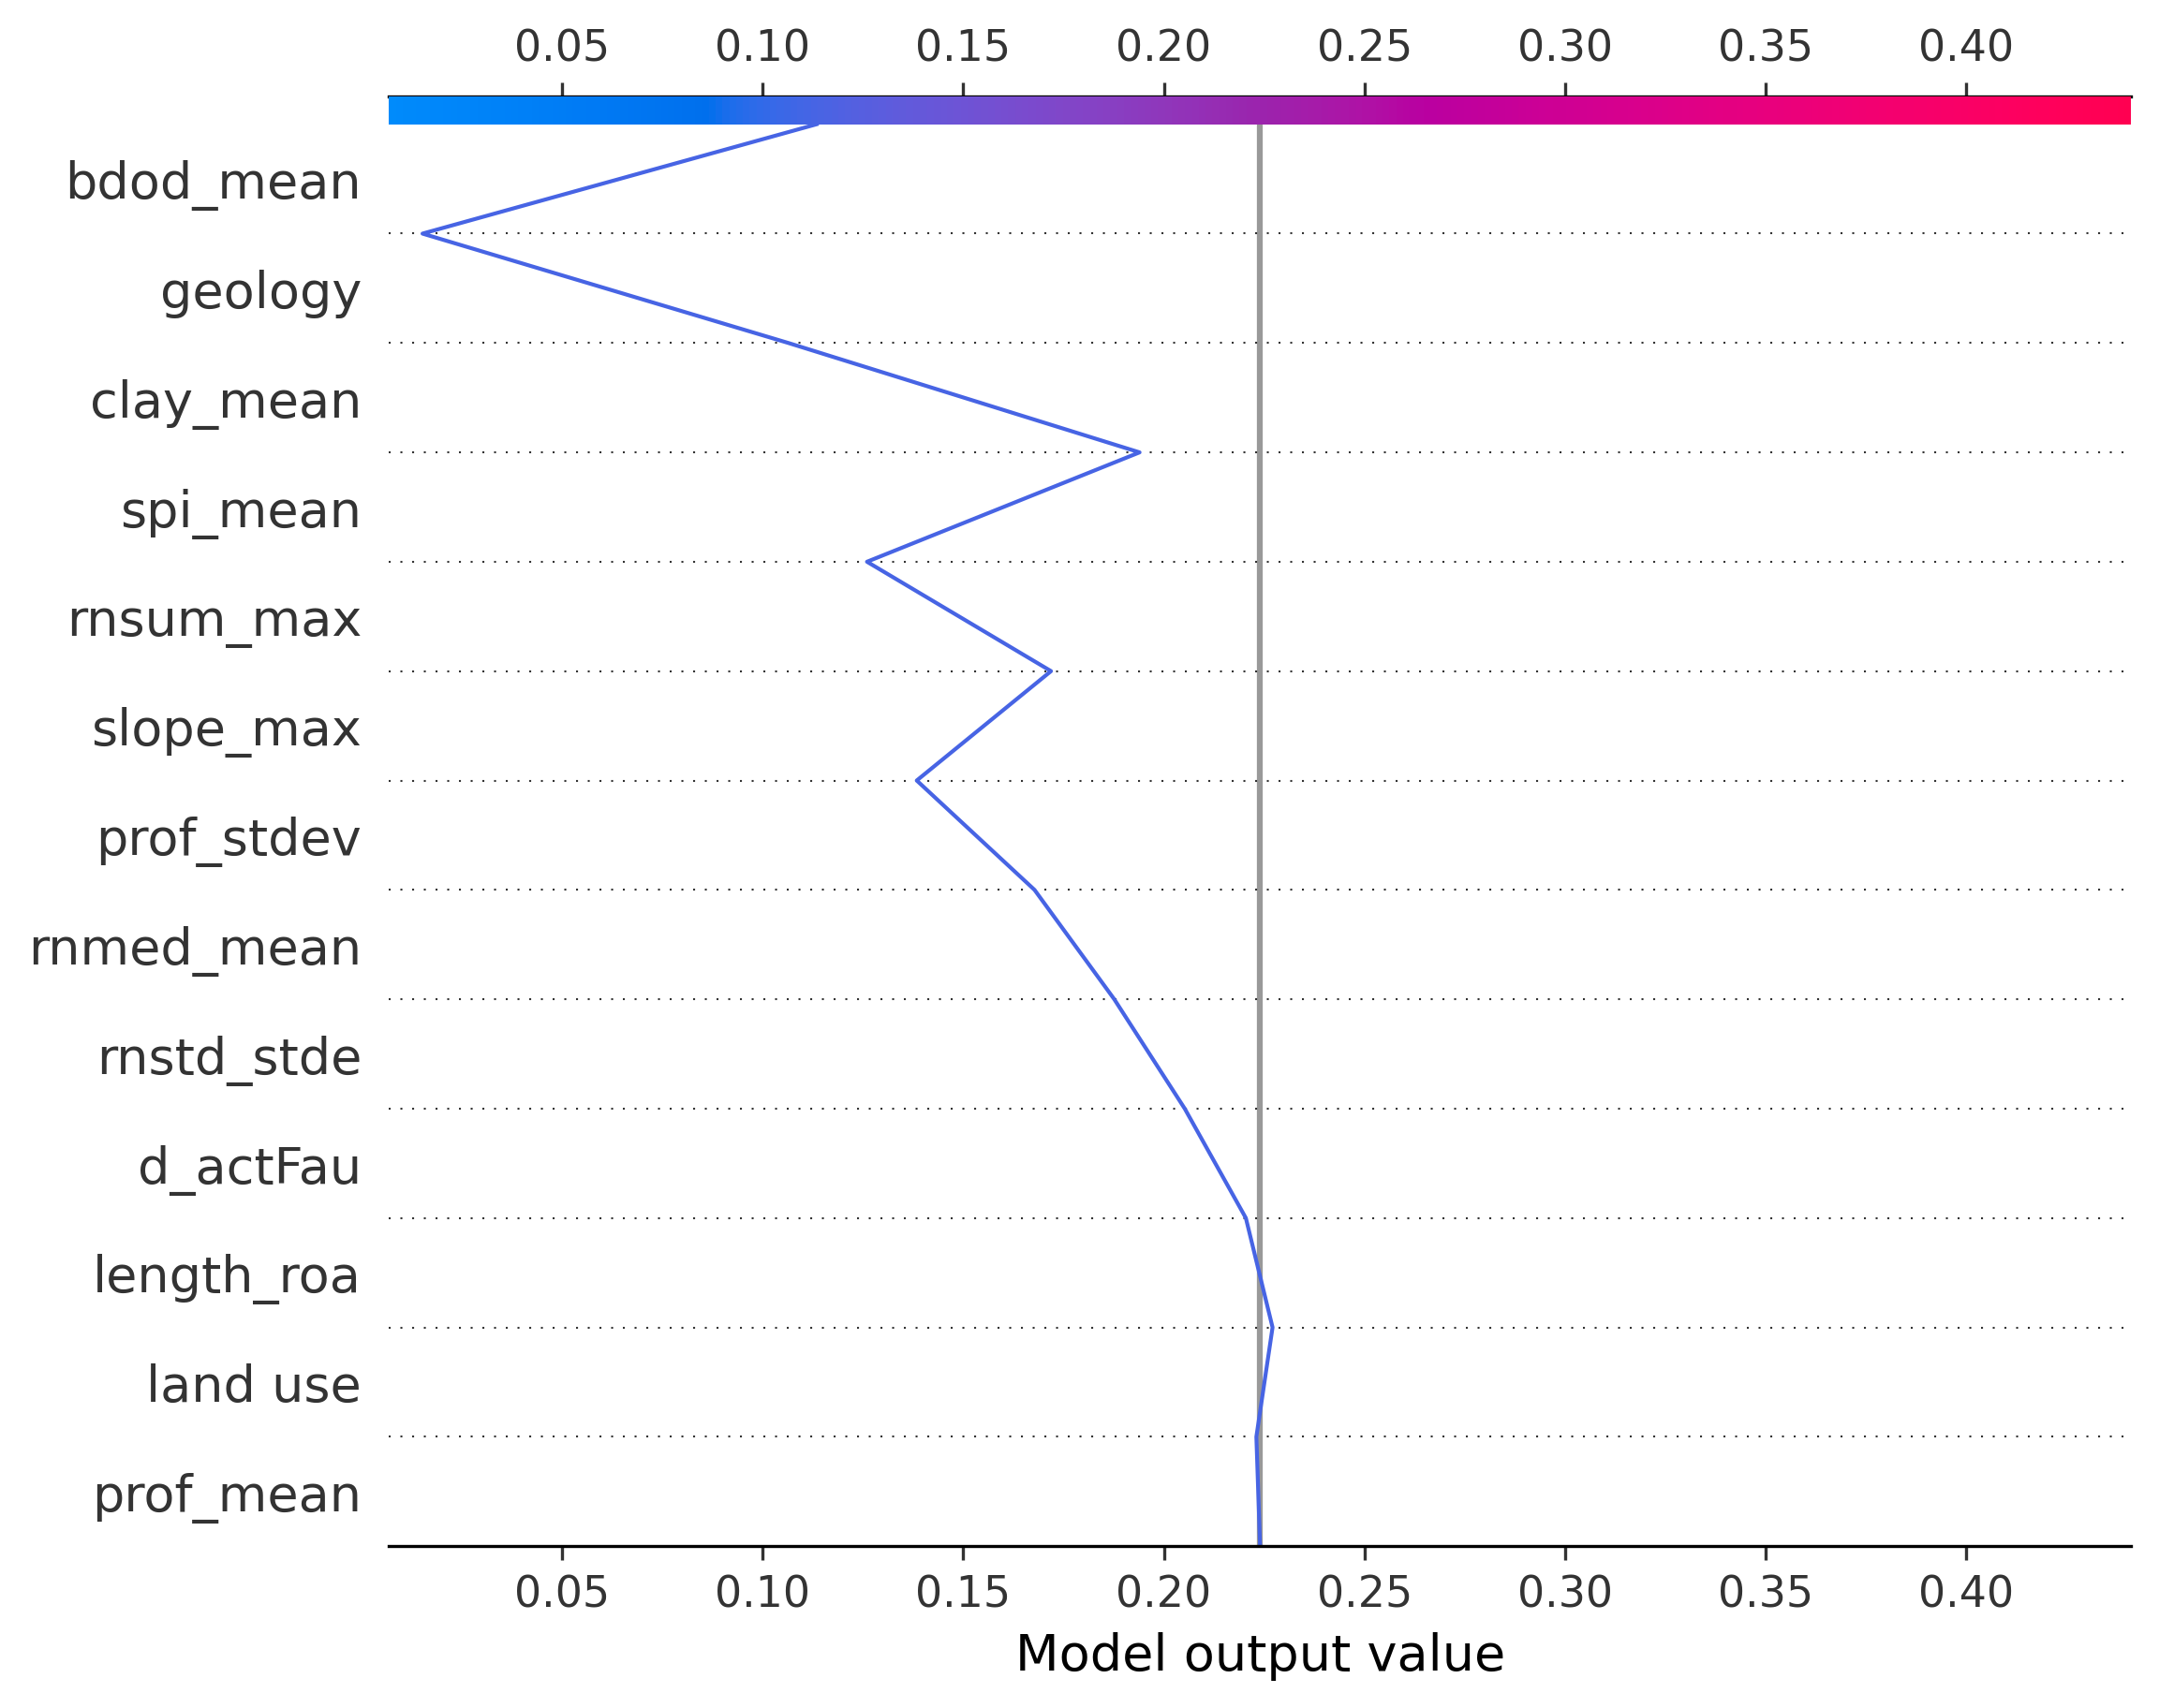 0.05 0.10 0.15 0.20 0.25 0.30 0.35 0.40
bdod_mean
geology
clay_mean
spi_mean
rnsum_max
slope_max
prof_stdev
rnmed_mean
rnstd_stde
d_actFau
length_roa
land use
prof_mean
0.05 0.10 0.15 0.20 0.25 0.30 0.35 0.40
Model output value